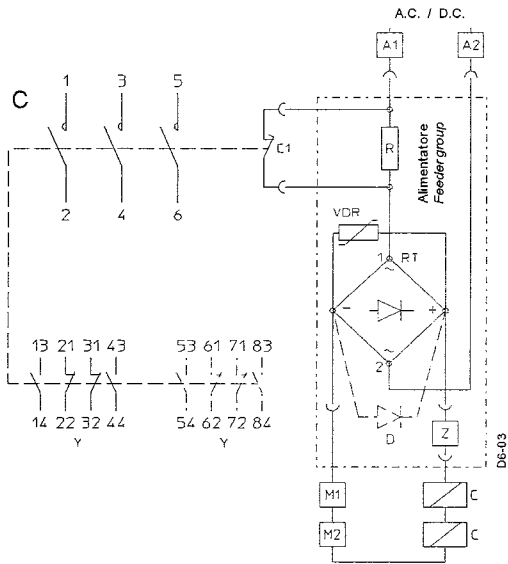 A.C. / D.C.
A1 A2
1 3 5
C
C1
R
Alimentatore
Feeder group
2 4 6
VDR
1 RT
~
- +
~
2
13 21 31 43 53 61 71 83
14 22 32 44 54 62 72 84
Y Y
D
Z
D6-03
M1 C
M2 C